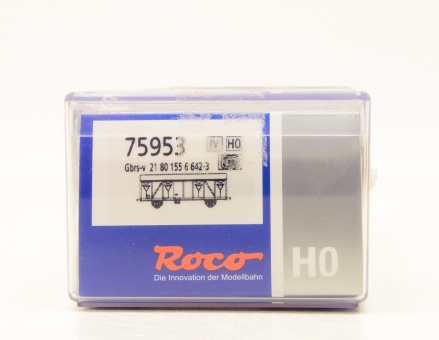 75953 IV H0
Gbrs-v 21 80 155 6 642-3
Roco
Die Innovation der Modellbahn
H0